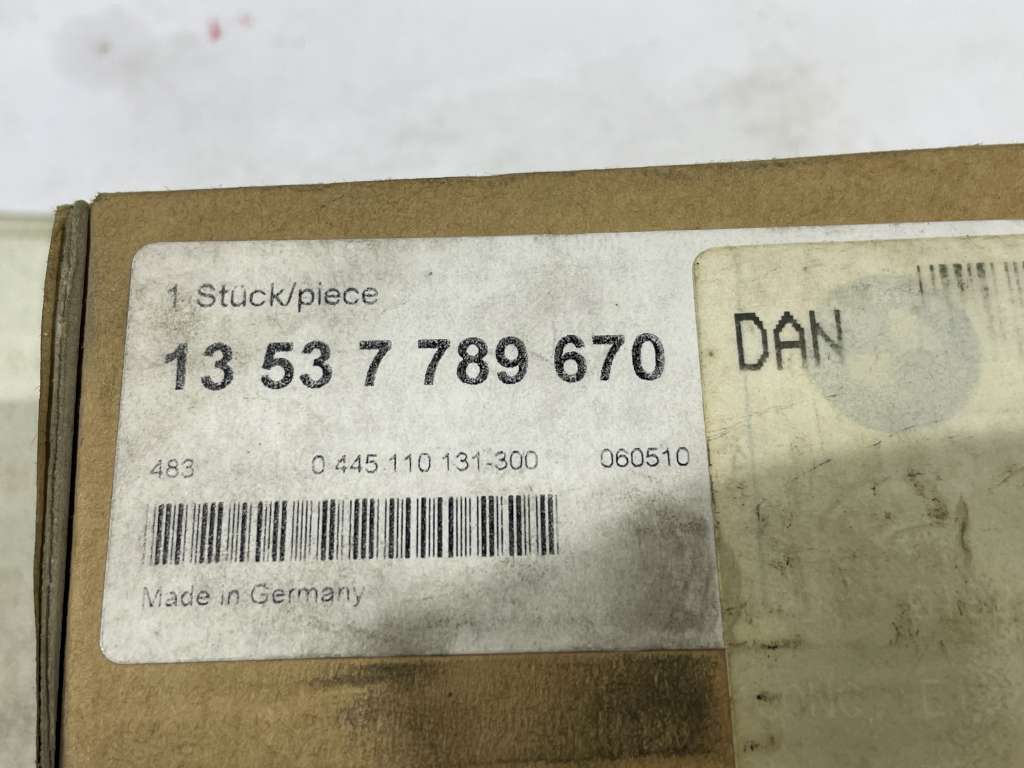 1 Stück/piece
13 53 7 789 670
DAN
483 0 445 110 131-300 060510
Made in Germany